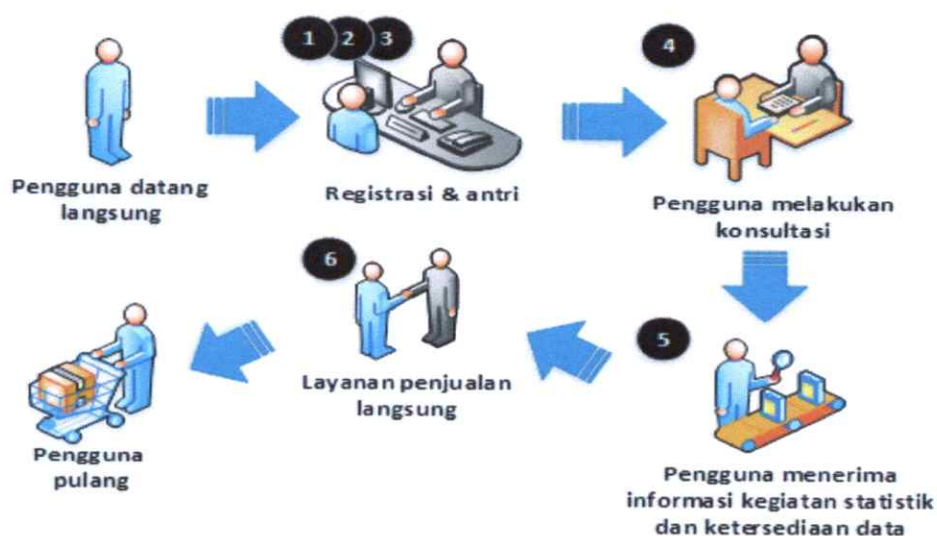 Pengguna datang
langsung
1 2 3
Registrasi & antri
4
Pengguna melakukan
konsultasi
5
Pengguna menerima
informasi kegiatan statistik
dan ketersediaan data
6
Layanan penjualan
langsung
Pengguna
pulang